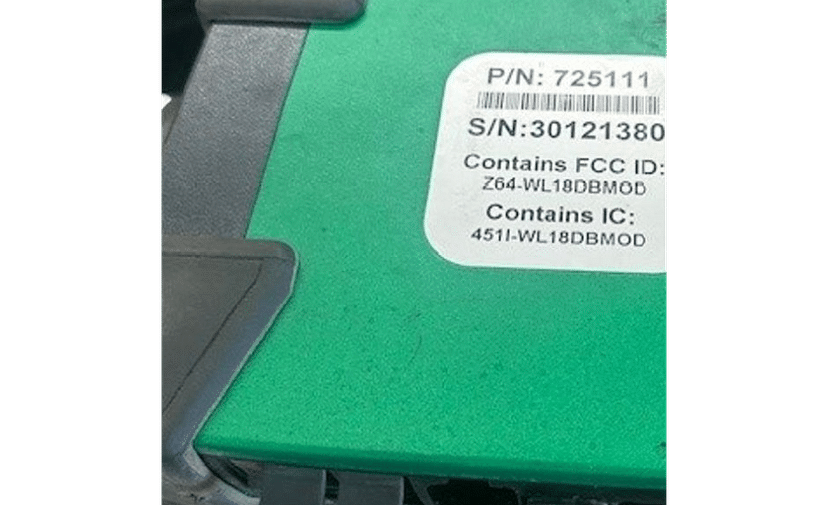 P/N: 725111
S/N:30121380
Contains FCC ID:
Z64-WL18DBMOD
Contains IC:
451I-WL18DBMOD